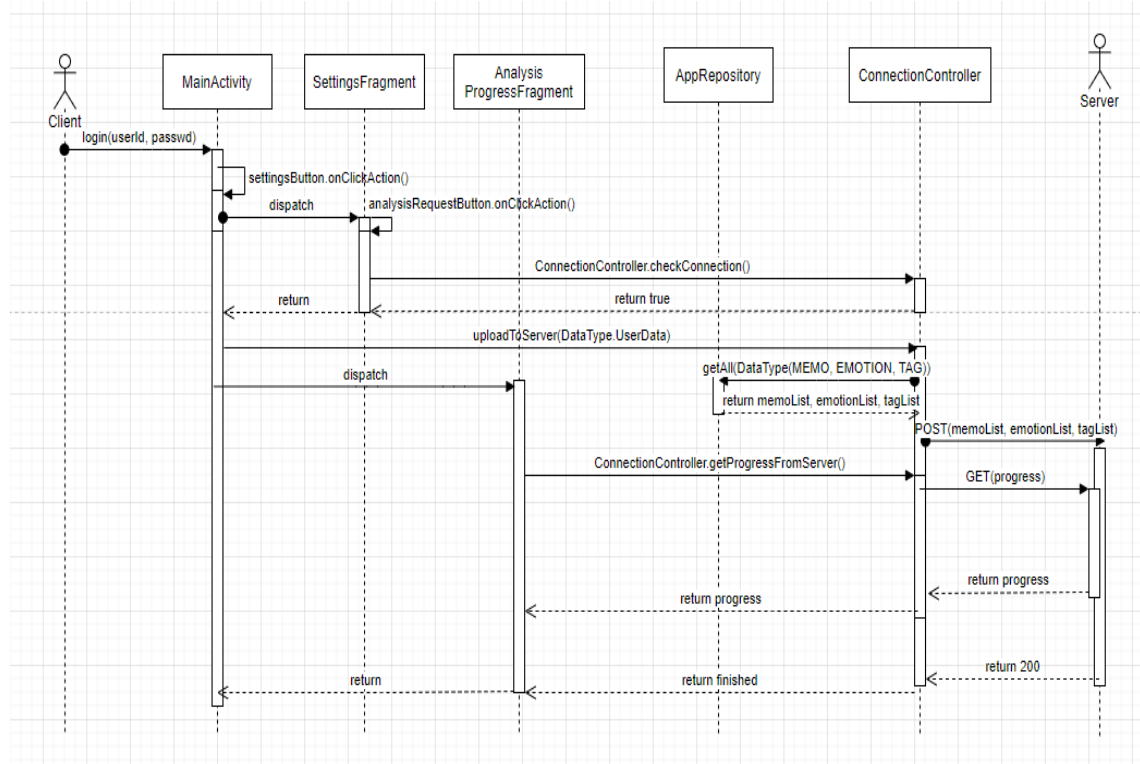 Client
MainActivity
SettingsFragment
Analysis
ProgressFragment
AppRepository
ConnectionController
Server
login(userId, passwd)
settingsButton.onClickAction()
dispatch
analysisRequestButton.onClickAction()
ConnectionController.checkConnection()
return
return true
uploadToServer(DataType.UserData)
getAll(DataType(MEMO, EMOTION, TAG))
dispatch
return memoList, emotionList, tagList
POST(memoList, emotionList, tagList)
ConnectionController.getProgressFromServer()
GET(progress)
return progress
return progress
return 200
return
return finished